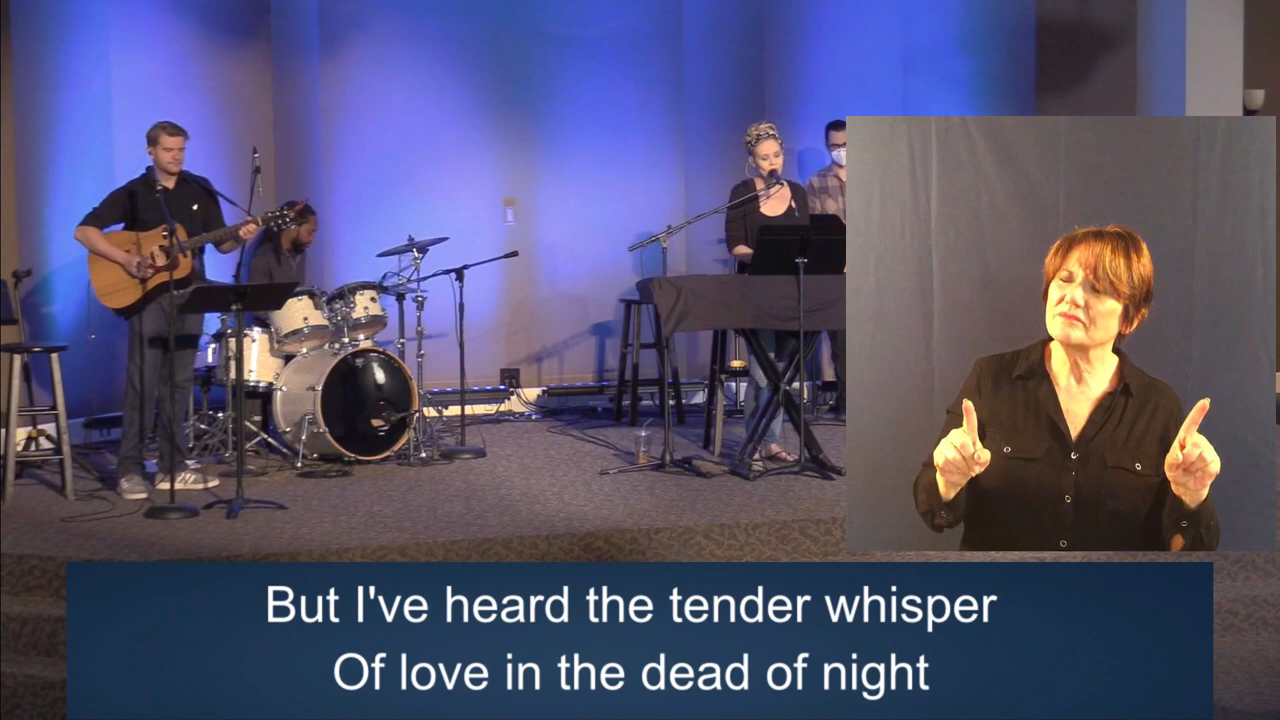 But I've heard the tender whisper
Of love in the dead of night